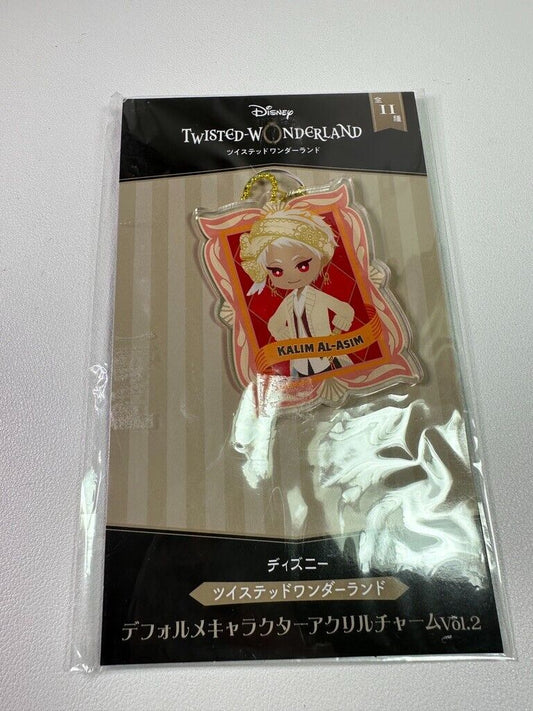 Disney
TWISTED-WONDERLAND
ツイステッドワンダーランド
全
11
種
KALIM AL-ASIM
ディズニー
ツイステッドワンダーランド
デフォルメキャラクターアクリルチャームVol.2